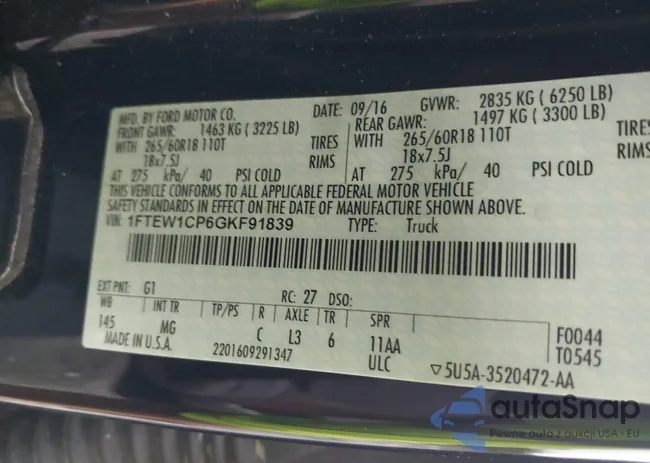 MFD. BY FORD MOTOR CO. DATE: 09/16 GVWR: 2835 KG ( 6250 LB)
FRONT GAWR: 1463 KG ( 3225 LB) REAR GAWR: 1497 KG ( 3300 LB)
WITH 265/60R18 110T TIRES WITH 265/60R18 110T TIRES
18x7.5J RIMS 18x7.5J RIMS
AT 275 kPa/ 40 PSI COLD AT 275 kPa/ 40 PSI COLD
THIS VEHICLE CONFORMS TO ALL APPLICABLE FEDERAL MOTOR VEHICLE
SAFETY STANDARDS IN EFFECT ON THE DATE OF MANUFACTURE SHOWN ABOVE.
VIN: 1FTEW1CP6GKF91839 TYPE: Truck
EXT PNT: G1 RC: 27 DSO:
WB INT TR TP/PS R AXLE TR SPR
145 MG C L3 6 11AA F0044
MADE IN U.S.A. ULC T0545
2201609291347 ▽5U5A-3520472-AA
autaSnap
Pewne auto z aukcji USA i EU